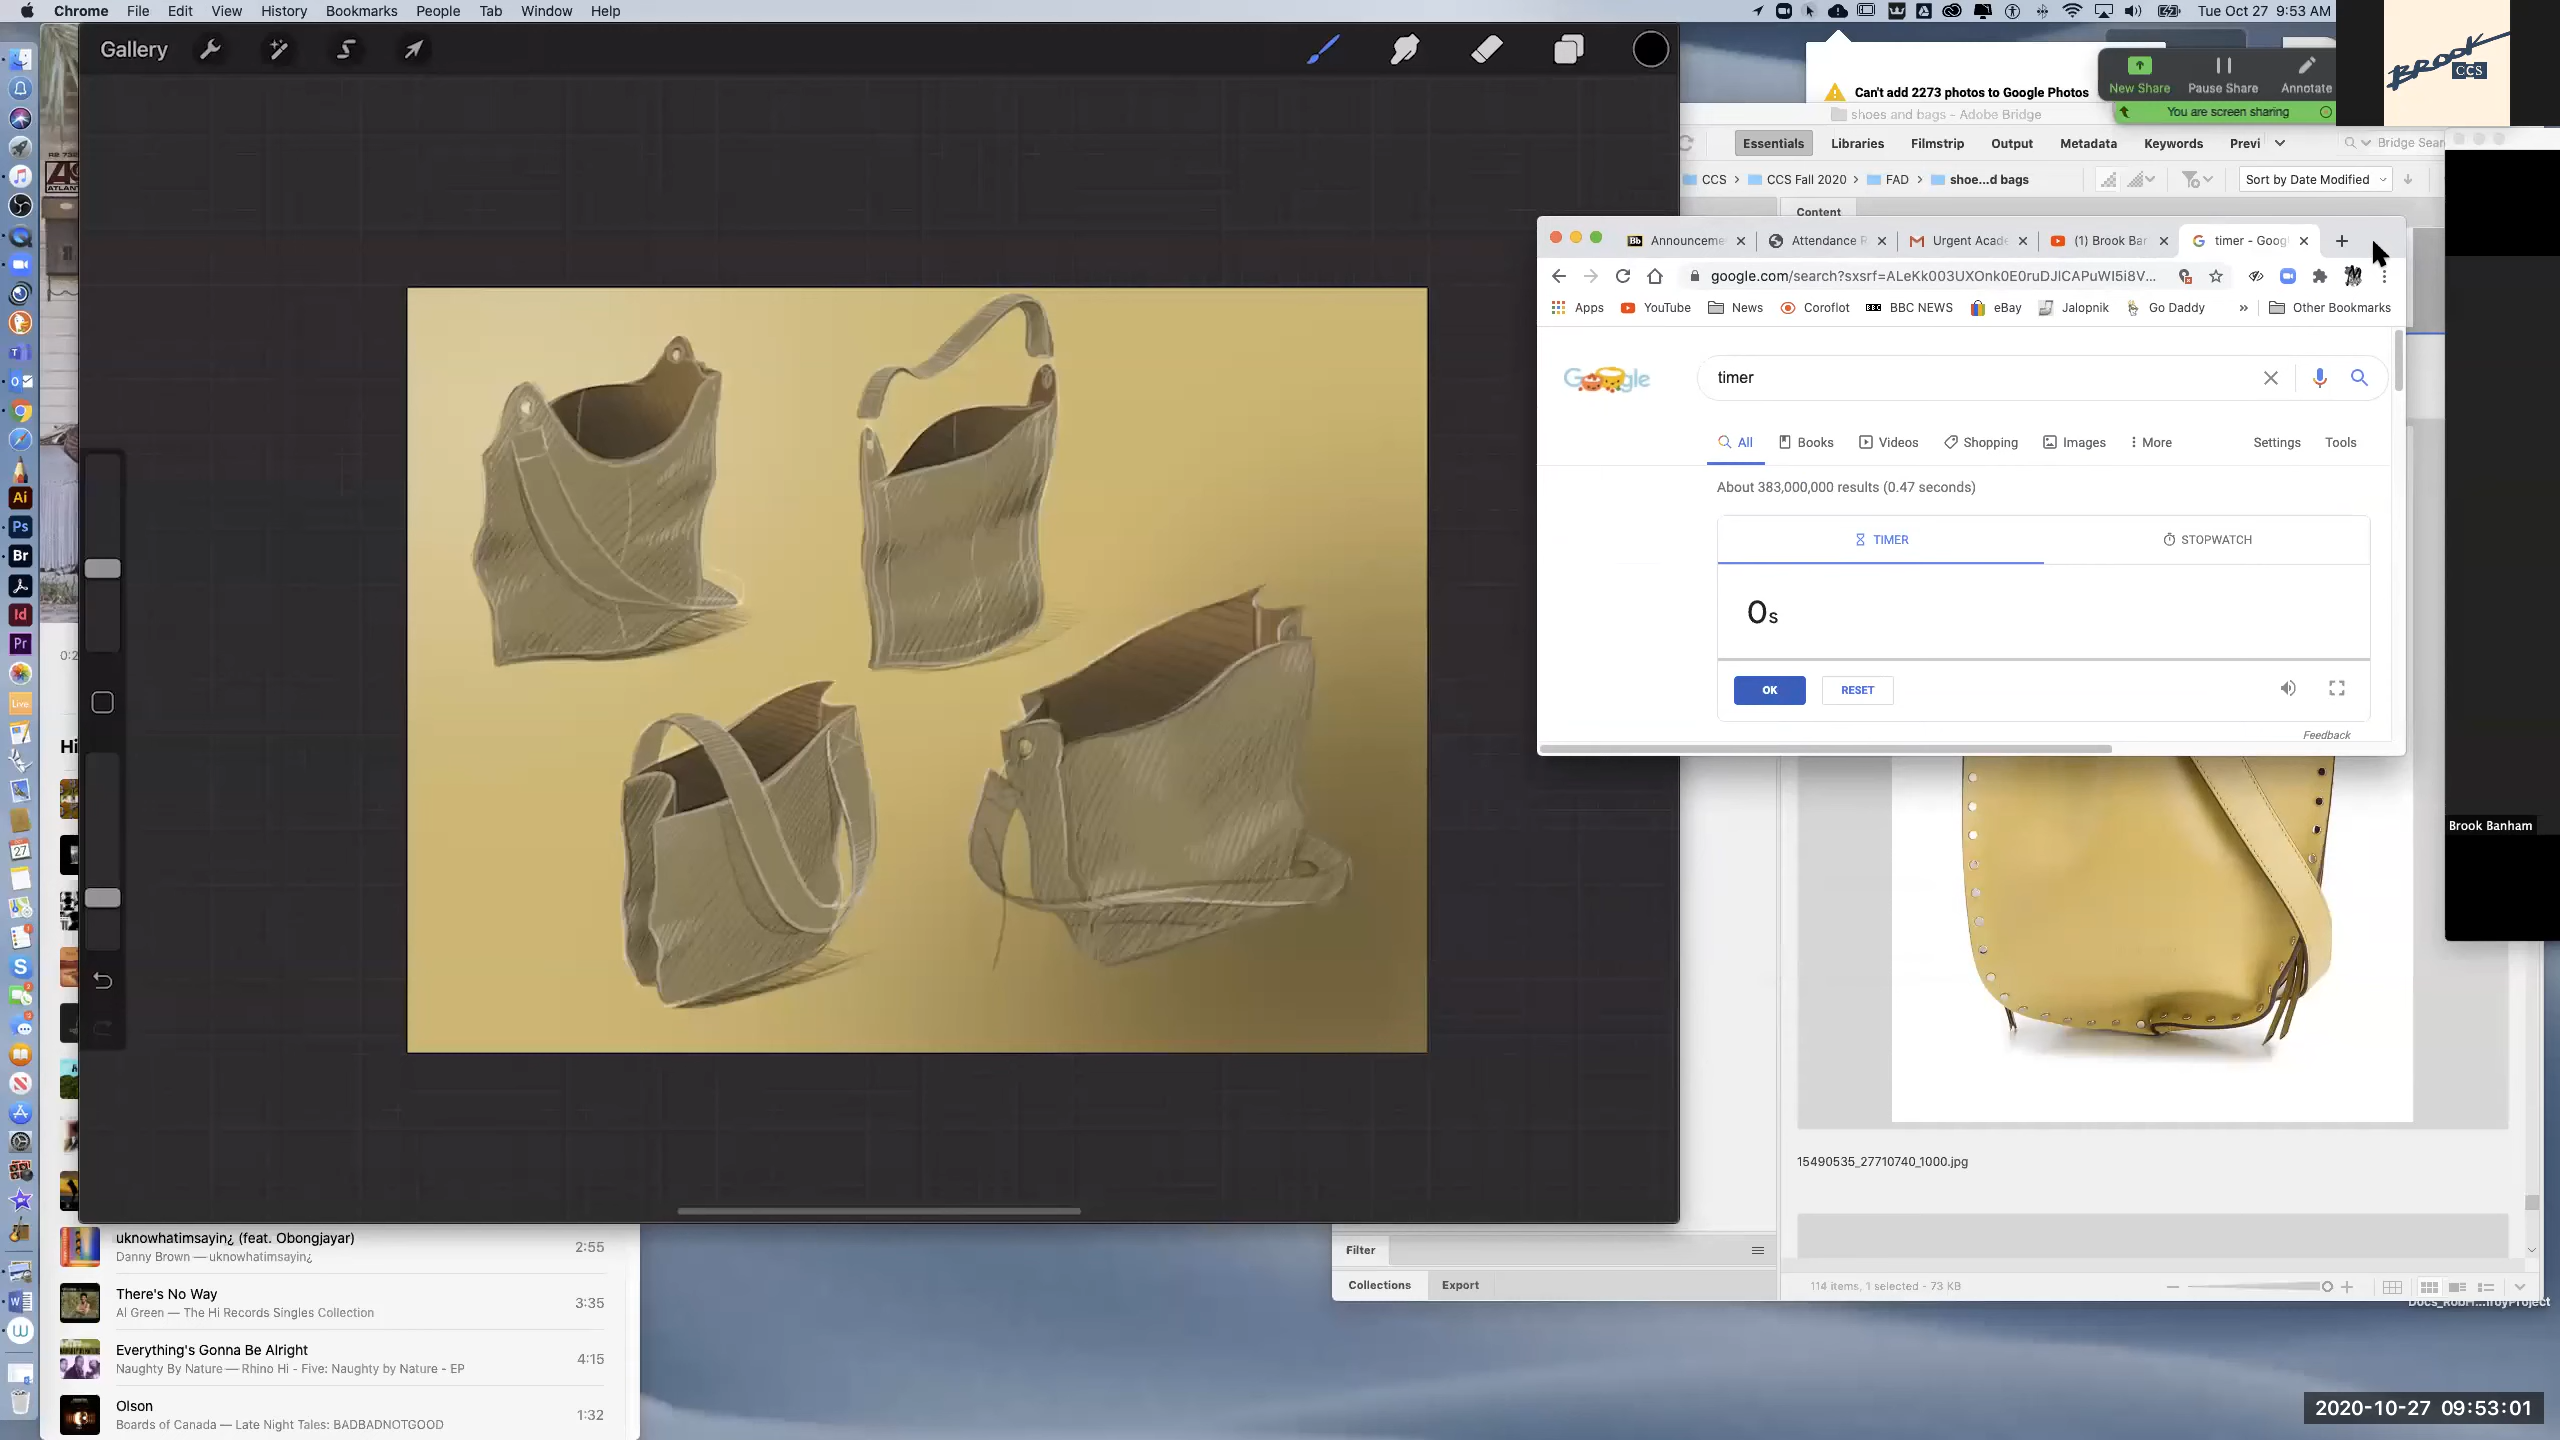 Chrome File Edit View History Bookmarks People Tab Window Help
Tue Oct 27 9:53 AM
Gallery
Can't add 2273 photos to Google Photos
New Share Pause Share Annotate
You are screen sharing
BROOK CCS
shoes and bags - Adobe Bridge
Essentials Libraries Filmstrip Output Metadata Keywords Previ
CCS > CCS Fall 2020 > FAD > shoe...d bags
Sort by Date Modified
Content
Announceme Attendance R Urgent Acade (1) Brook Bar timer - Googl
google.com/search?sxsrf=ALeKk003UXOnk0E0ruDJlCAPuWI5i8V...
Apps YouTube News Coroflot BBC NEWS eBay Jalopnik Go Daddy » Other Bookmarks
timer
All Books Videos Shopping Images More Settings Tools
About 383,000,000 results (0.47 seconds)
TIMER STOPWATCH
0s
OK RESET
Feedback
Brook Banham
15490535_27710740_1000.jpg
Filter
Collections Export
114 items, 1 selected - 73 KB
Hi
uknowhatimsayin¿ (feat. Obongjayar)
Danny Brown — uknowhatimsayin¿
2:55
There's No Way
Al Green — The Hi Records Singles Collection
3:35
Everything's Gonna Be Alright
Naughty By Nature — Rhino Hi - Five: Naughty by Nature - EP
4:15
Olson
Boards of Canada — Late Night Tales: BADBADNOTGOOD
1:32
2020-10-27 09:53:01